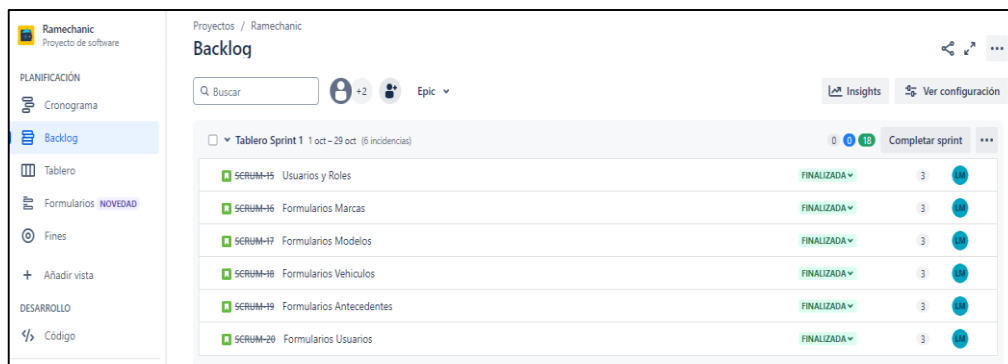 Ramechanic
Proyecto de software
PLANIFICACIÓN
Cronograma
Backlog
Tablero
Formularios NOVEDAD
Fines
+ Añadir vista
DESARROLLO
Código
Proyectos / Ramechanic
Backlog
Buscar
+2
Epic
Insights
Ver configuración
Tablero Sprint 1 1 oct – 29 oct (6 incidencias) 0 0 18 Completar sprint
SCRUM-15 Usuarios y Roles FINALIZADA 3 LM
SCRUM-16 Formularios Marcas FINALIZADA 3 LM
SCRUM-17 Formularios Modelos FINALIZADA 3 LM
SCRUM-18 Formularios Vehiculos FINALIZADA 3 LM
SCRUM-19 Formularios Antecedentes FINALIZADA 3 LM
SCRUM-20 Formularios Usuarios FINALIZADA 3 LM